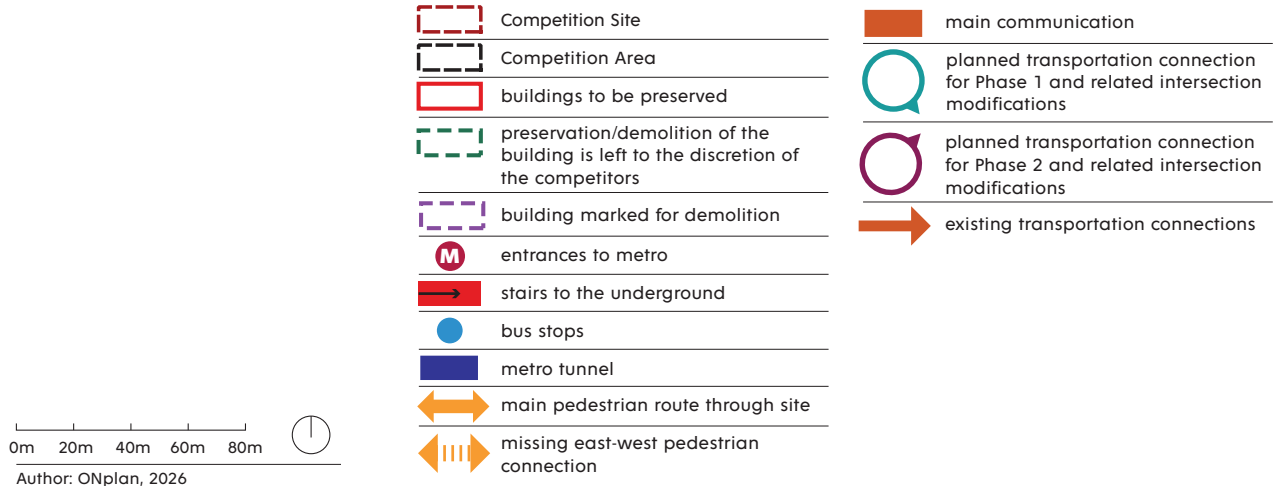 Competition Site
Competition Area
buildings to be preserved
preservation/demolition of the
building is left to the discretion of
the competitors
building marked for demolition
M
entrances to metro
stairs to the underground
bus stops
metro tunnel
main pedestrian route through site
missing east-west pedestrian
connection
main communication
planned transportation connection
for Phase 1 and related intersection
modifications
planned transportation connection
for Phase 2 and related intersection
modifications
existing transportation connections
0m 20m 40m 60m 80m
Author: ONplan, 2026